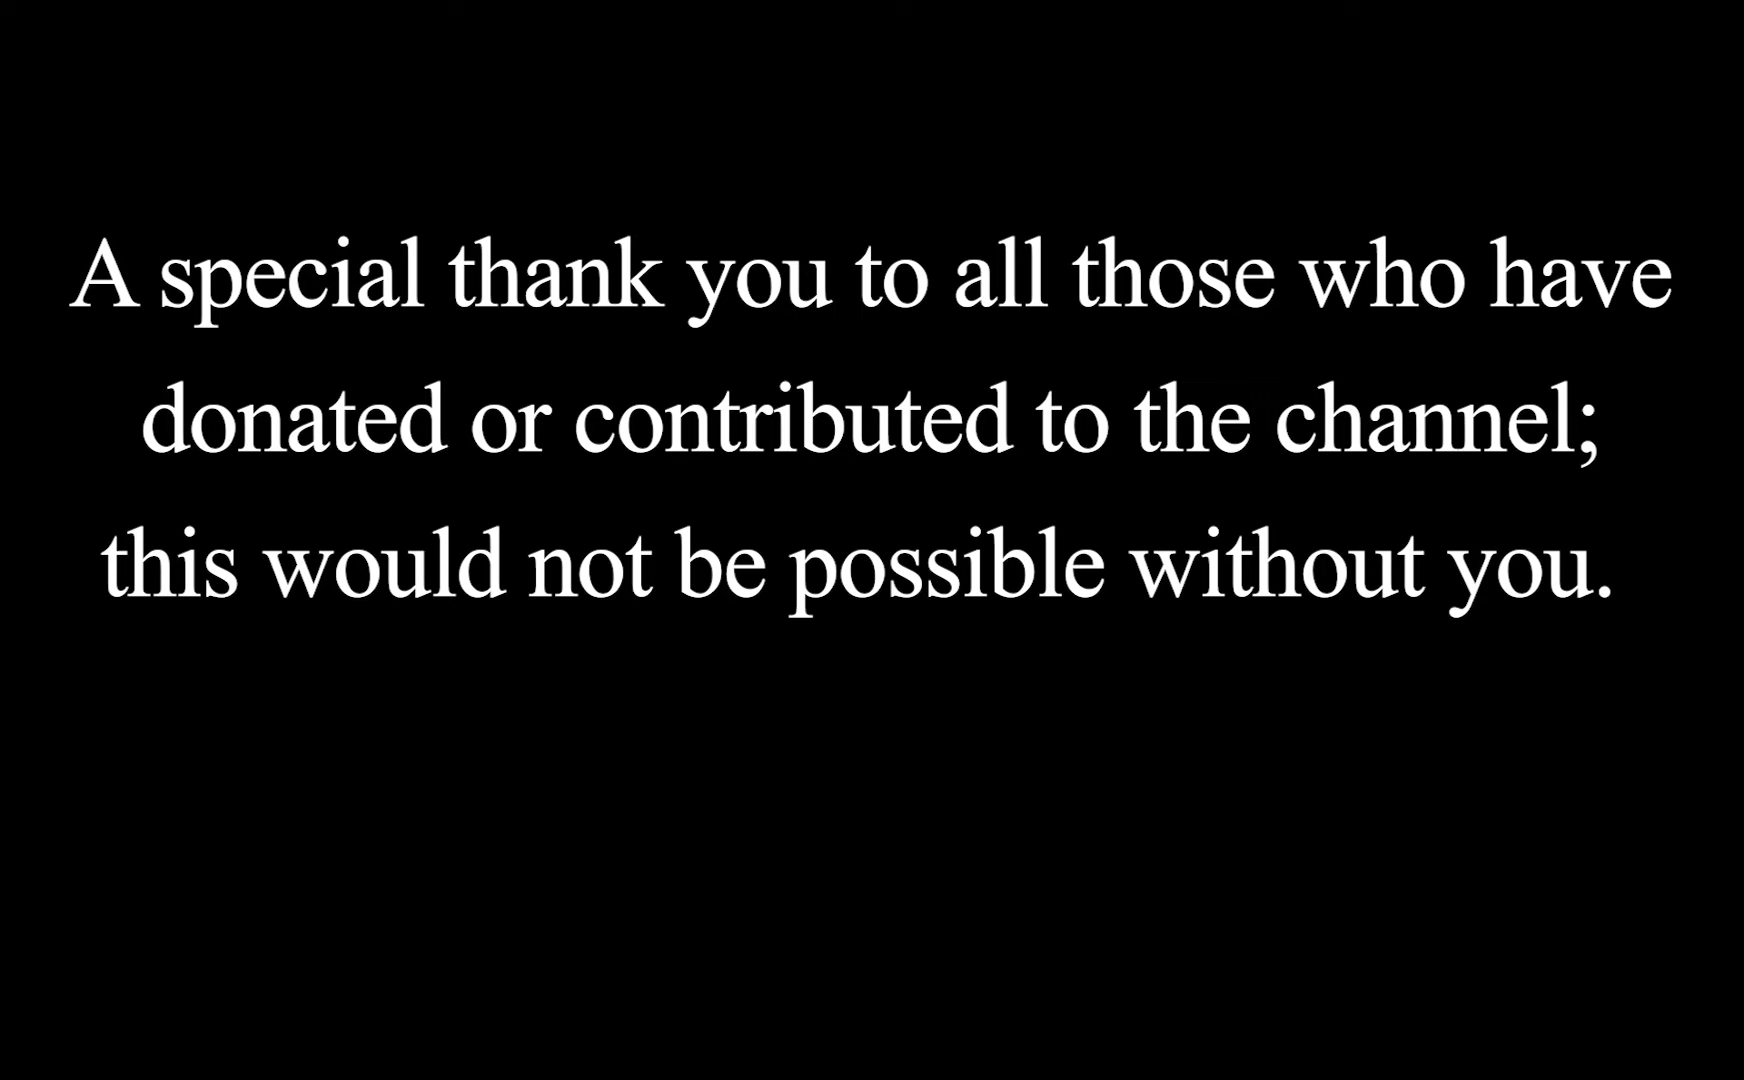 A special thank you to all those who have
donated or contributed to the channel;
this would not be possible without you.